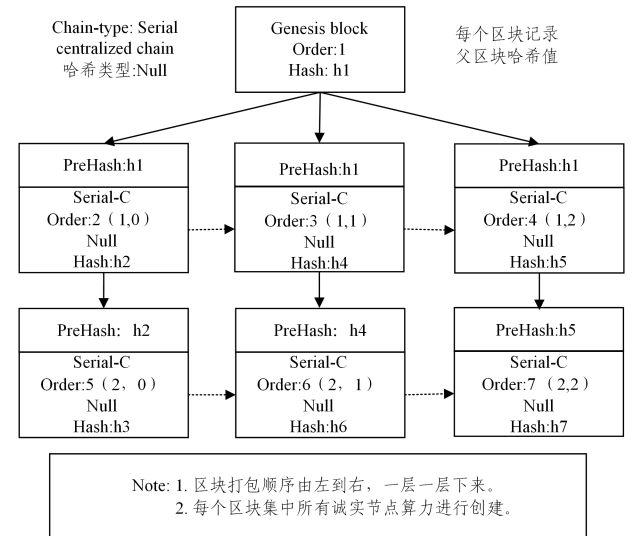 Chain-type: Serial
centralized chain
哈希类型:Null
Genesis block
Order:1
Hash: h1
每个区块记录
父区块哈希值
PreHash:h1
Serial-C
Order:2（1,0）
Null
Hash:h2
PreHash:h1
Serial-C
Order:3（1,1）
Null
Hash:h4
PreHash:h1
Serial-C
Order:4（1,2）
Null
Hash:h5
PreHash： h2
Serial-C
Order:5（2，0）
Null
Hash:h3
PreHash： h4
Serial-C
Order:6（2，1）
Null
Hash:h6
PreHash:h5
Serial-C
Order:7（2,2）
Null
Hash:h7
Note: 1. 区块打包顺序由左到右，一层一层下来。
2. 每个区块集中所有诚实节点算力进行创建。